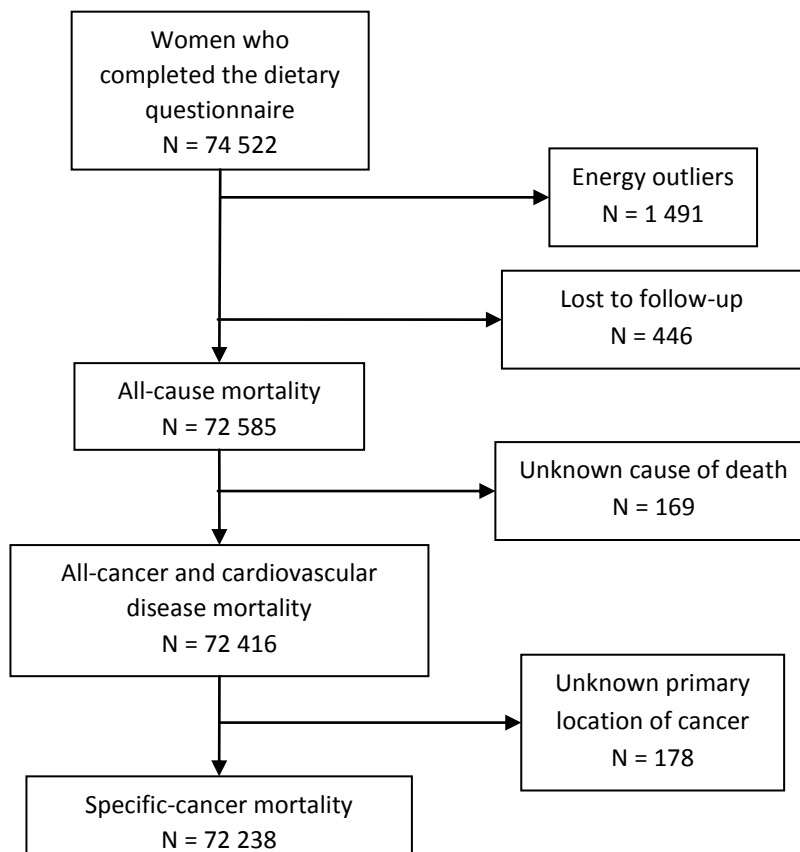 Women who
completed the dietary
questionnaire
N = 74 522
Energy outliers
N = 1 491
Lost to follow-up
N = 446
All-cause mortality
N = 72 585
Unknown cause of death
N = 169
All-cancer and cardiovascular
disease mortality
N = 72 416
Unknown primary
location of cancer
N = 178
Specific-cancer mortality
N = 72 238